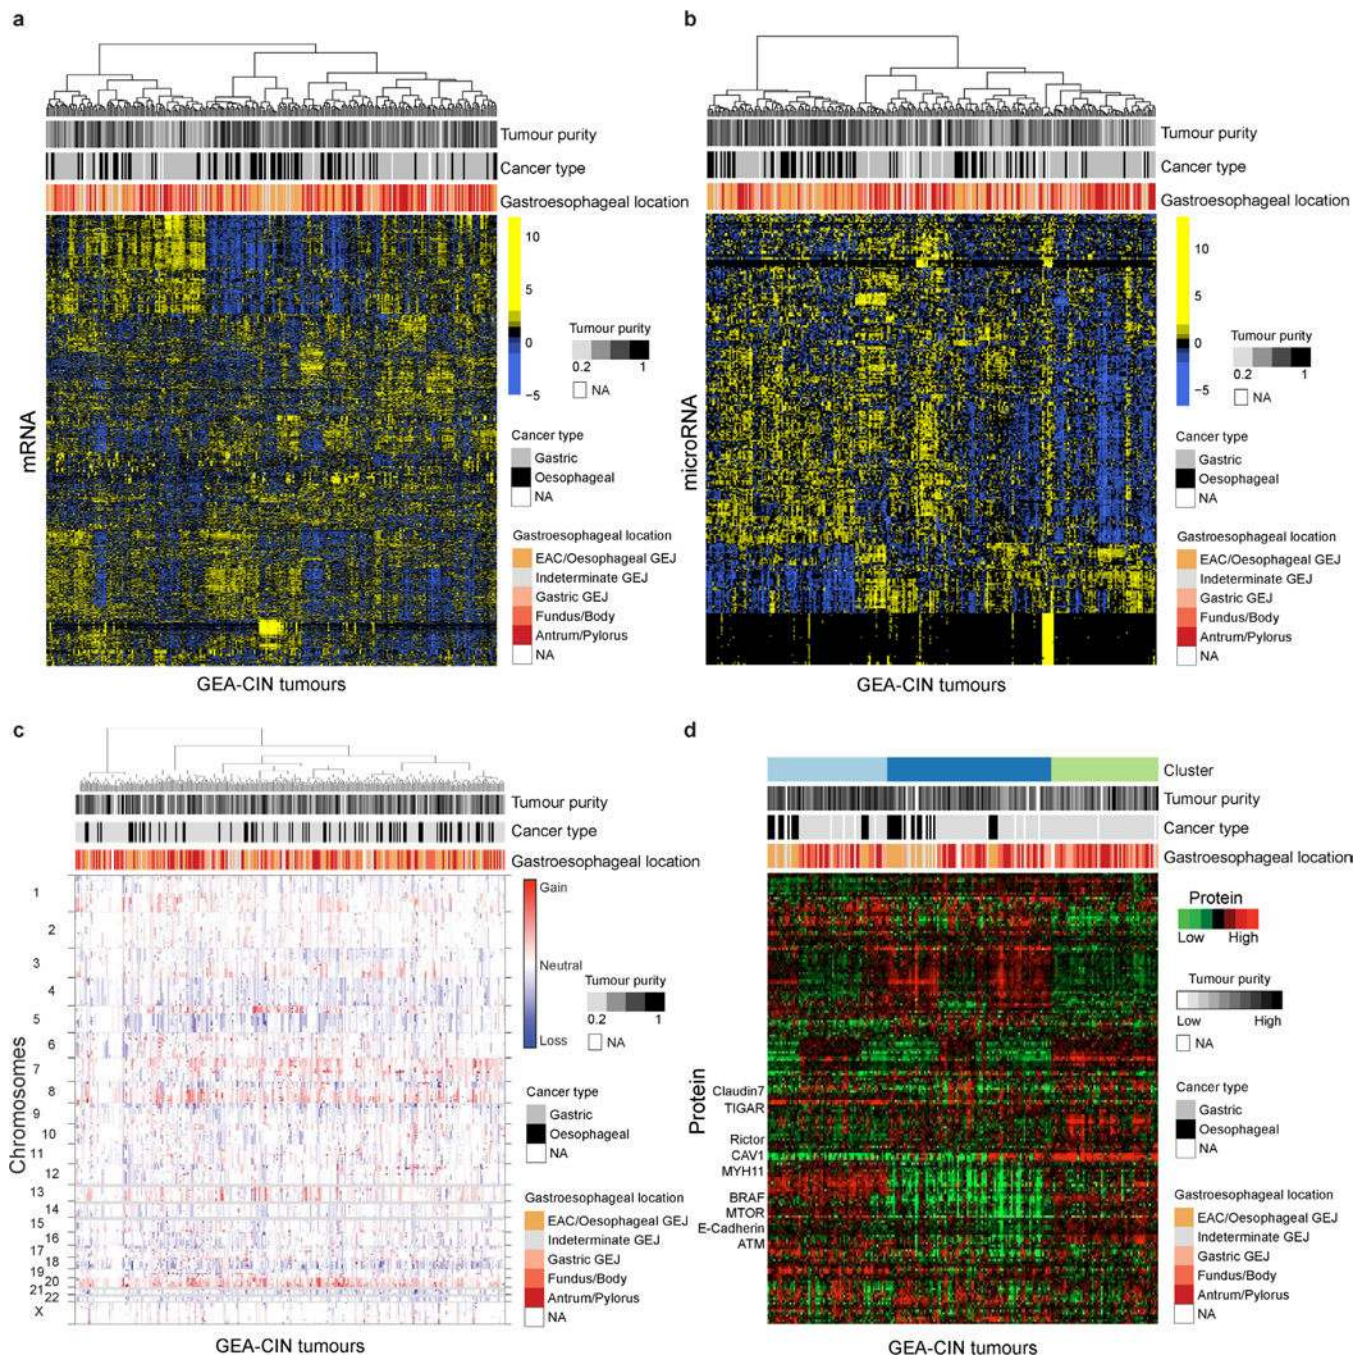 a
Tumour purity
Cancer type
Gastroesophageal location
10
5
0
−5
Tumour purity
0.2 1
NA
Cancer type
Gastric
Oesophageal
NA
Gastroesophageal location
EAC/Oesophageal GEJ
Indeterminate GEJ
Gastric GEJ
Fundus/Body
Antrum/Pylorus
NA
mRNA
GEA-CIN tumours
b
Tumour purity
Cancer type
Gastroesophageal location
10
5
0
−5
Tumour purity
0.2 1
NA
Cancer type
Gastric
Oesophageal
NA
Gastroesophageal location
EAC/Oesophageal GEJ
Indeterminate GEJ
Gastric GEJ
Fundus/Body
Antrum/Pylorus
NA
microRNA
GEA-CIN tumours
c
Tumour purity
Cancer type
Gastroesophageal location
Gain
Neutral
Loss
Tumour purity
0.2 1
NA
Cancer type
Gastric
Oesophageal
NA
Gastroesophageal location
EAC/Oesophageal GEJ
Indeterminate GEJ
Gastric GEJ
Fundus/Body
Antrum/Pylorus
NA
Chromosomes
1
2
3
4
5
6
7
8
9
10
11
12
13
14
15
16
17
18
19
20
21
22
X
GEA-CIN tumours
d
Cluster
Tumour purity
Cancer type
Gastroesophageal location
Protein
Low High
Tumour purity
Low High
NA
Cancer type
Gastric
Oesophageal
NA
Gastroesophageal location
EAC/Oesophageal GEJ
Indeterminate GEJ
Gastric GEJ
Fundus/Body
Antrum/Pylorus
NA
Protein
Claudin7
TIGAR
Rictor
CAV1
MYH11
BRAF
MTOR
E-Cadherin
ATM
GEA-CIN tumours